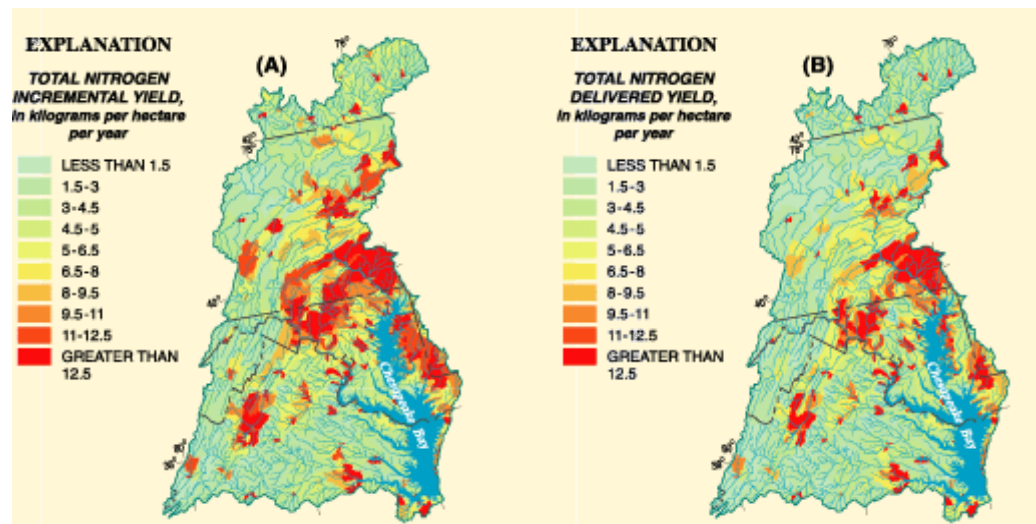 EXPLANATION
TOTAL NITROGEN
INCREMENTAL YIELD,
in kilograms per hectare
per year
LESS THAN 1.5
1.5-3
3-4.5
4.5-5
5-6.5
6.5-8
8-9.5
9.5-11
11-12.5
GREATER THAN
12.5
(A)
Chesapeake Bay
EXPLANATION
TOTAL NITROGEN
DELIVERED YIELD,
in kilograms per hectare
per year
LESS THAN 1.5
1.5-3
3-4.5
4.5-5
5-6.5
6.5-8
8-9.5
9.5-11
11-12.5
GREATER THAN
12.5
(B)
Chesapeake Bay